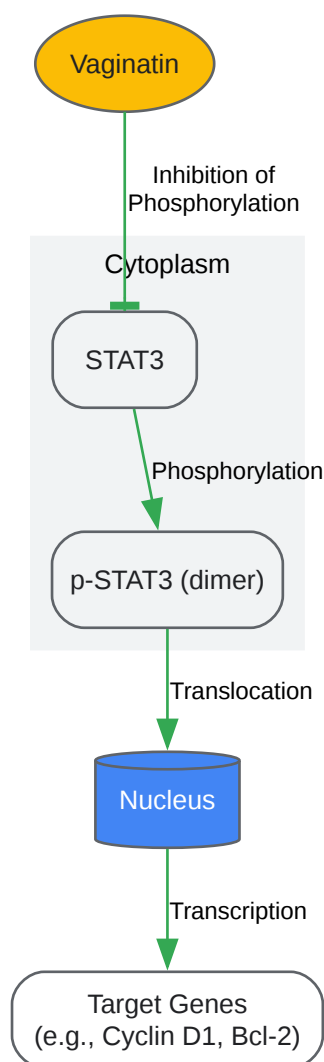 Vaginatin
Inhibition of
Phosphorylation
Cytoplasm
STAT3
Phosphorylation
p-STAT3 (dimer)
Translocation
Nucleus
Transcription
Target Genes
(e.g., Cyclin D1, Bcl-2)